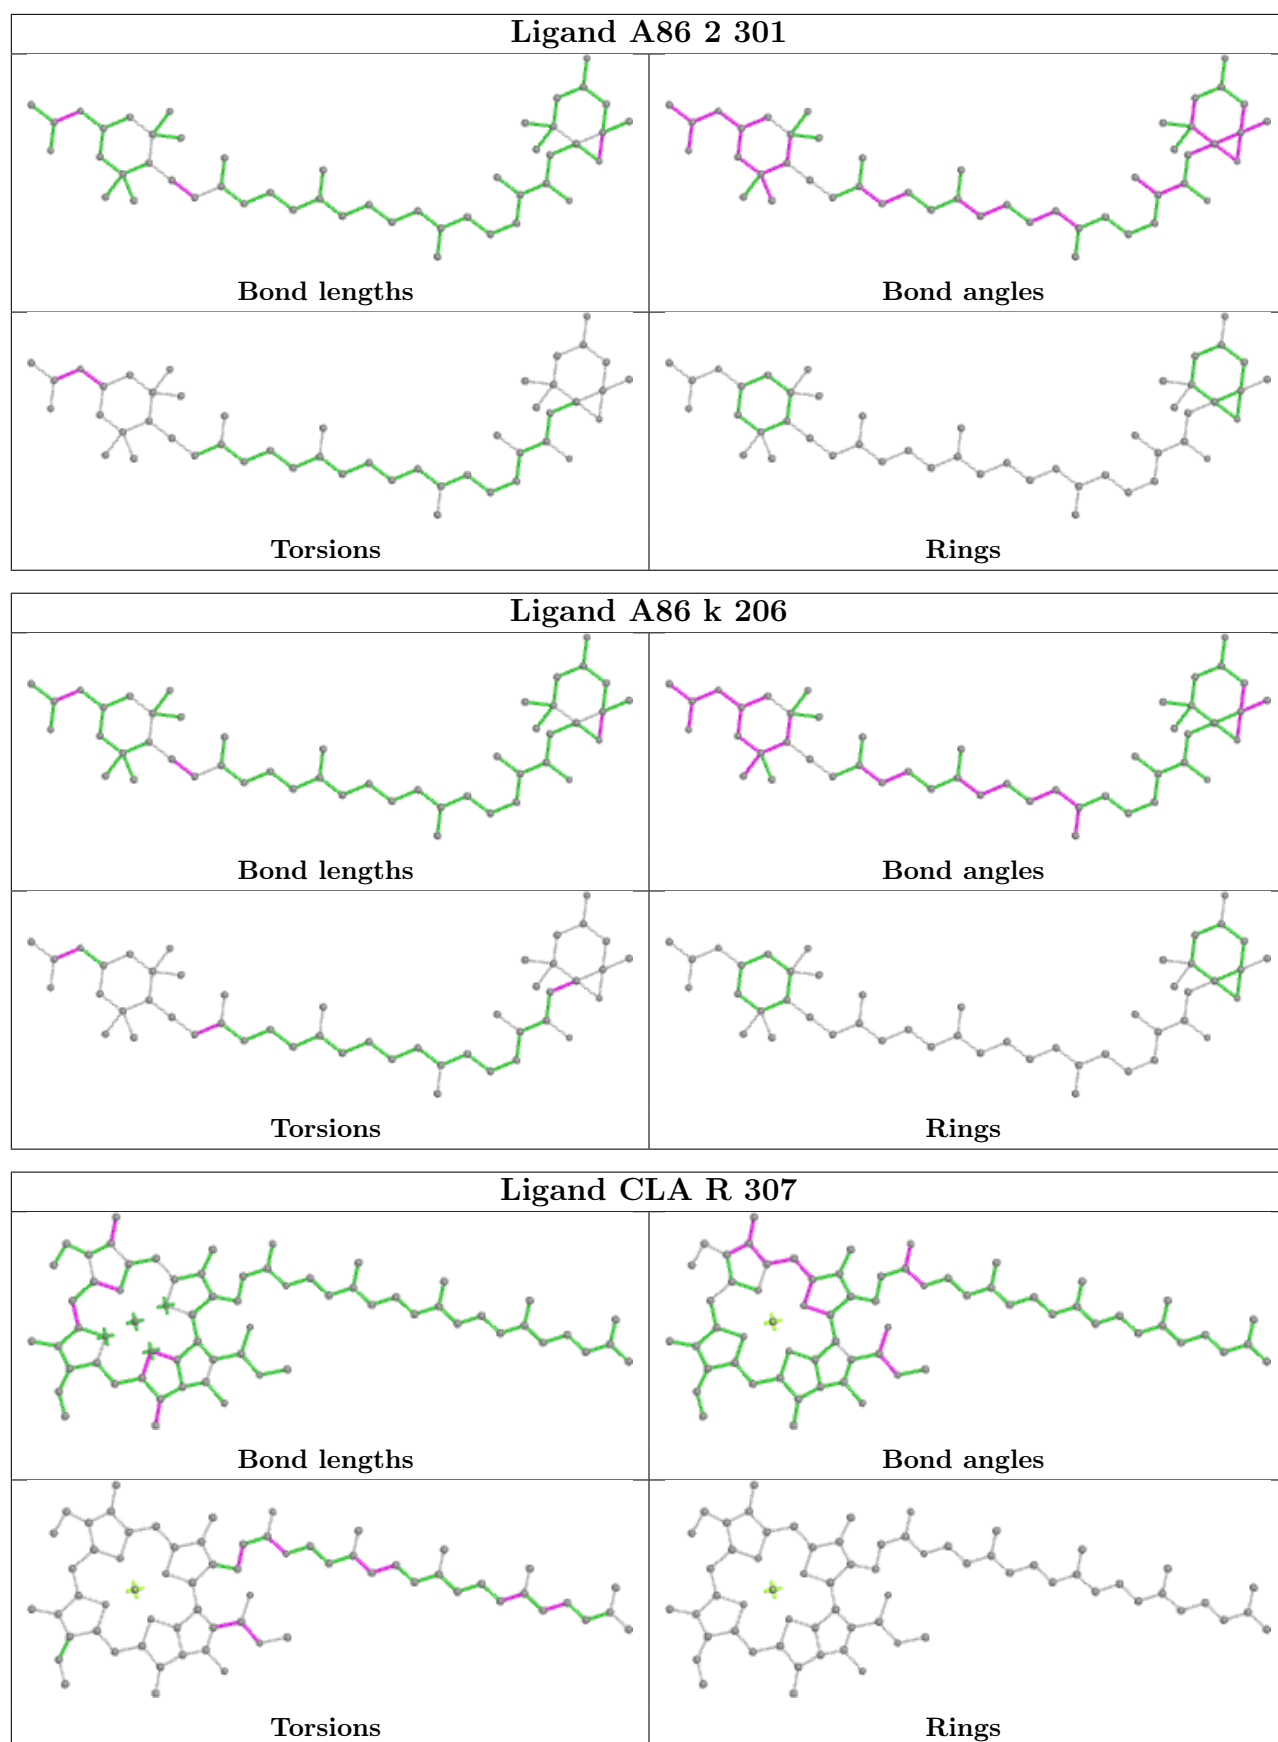 Ligand A86 2 301
Bond lengths
Bond angles
Torsions
Rings
Ligand A86 k 206
Bond lengths
Bond angles
Torsions
Rings
Ligand CLA R 307
Bond lengths
Bond angles
Torsions
Rings